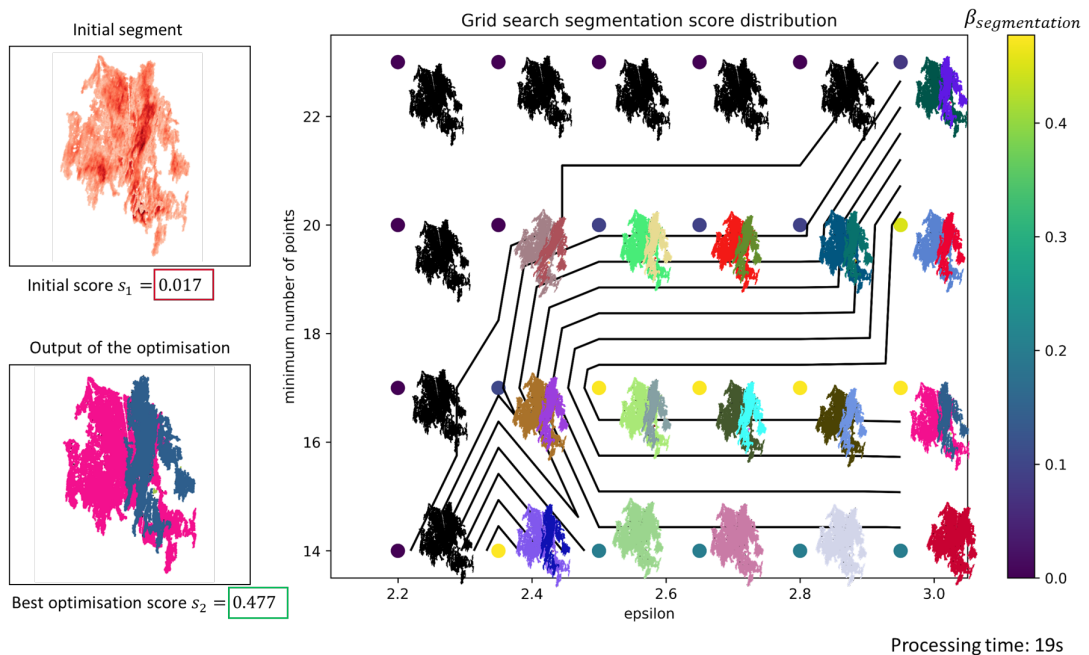 Initial segment
Initial score s₁ = 0.017
Output of the optimisation
Best optimisation score s₂ = 0.477
Grid search segmentation score distribution
minimum number of points
22
20
18
16
14
2.2 2.4 2.6 2.8 3.0
epsilon
βsegmentation
0.4
0.3
0.2
0.1
0.0
Processing time: 19s